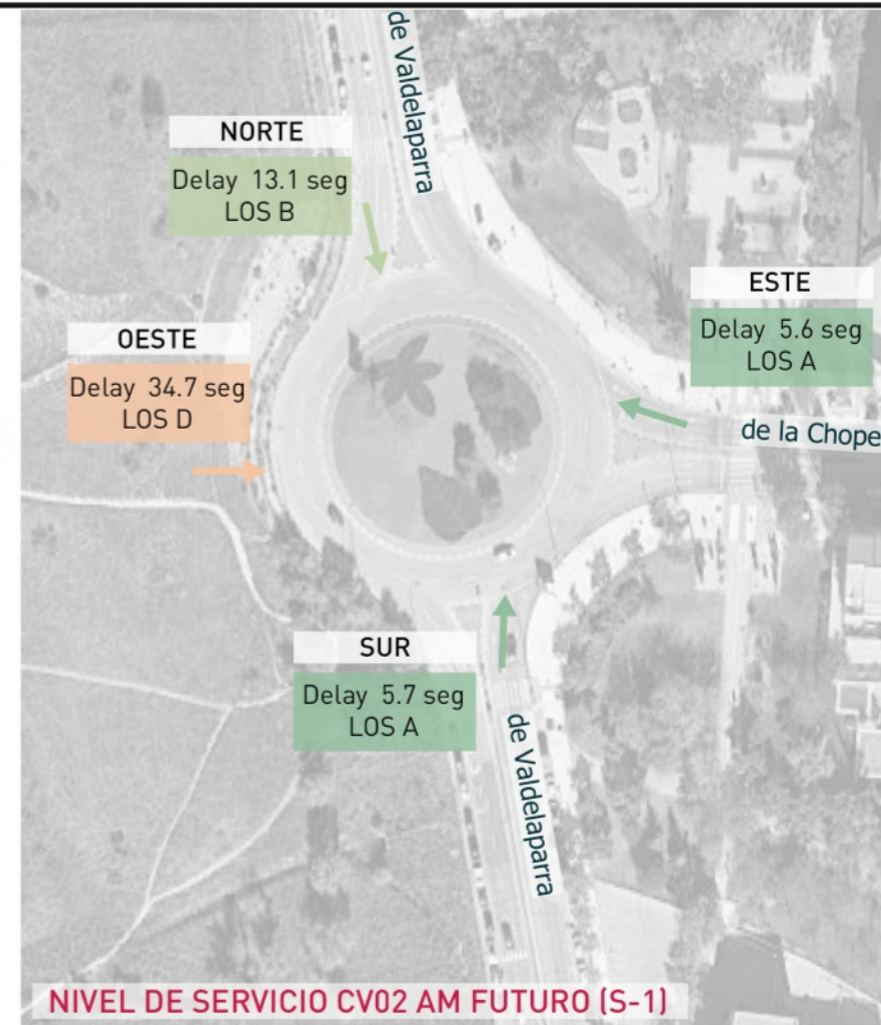 de Valdelaparra
NORTE
Delay 13.1 seg
LOS B
ESTE
Delay 5.6 seg
LOS A
OESTE
Delay 34.7 seg
LOS D
de la Chope
SUR
Delay 5.7 seg
LOS A
de Valdelaparra
NIVEL DE SERVICIO CV02 AM FUTURO (S-1)